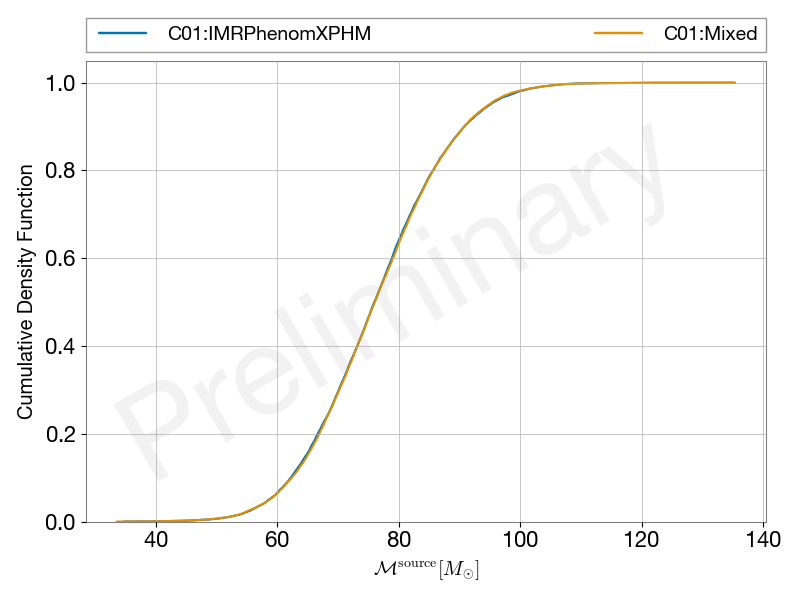 C01:IMRPhenomXPHM C01:Mixed
Preliminary
Cumulative Density Function
1.0
0.8
0.6
0.4
0.2
0.0
40 60 80 100 120 140
ℳ^source [M_⊙]